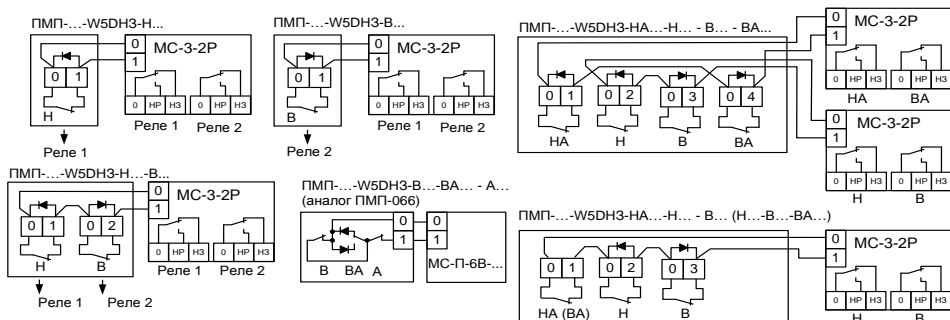 ПМП-...-W5DH3-Н...
0
МС-3-2Р
1
0 1
Н
0 НР НЗ 0 НР НЗ
Реле 1 Реле 2
Реле 1
ПМП-...-W5DH3-В...
0
МС-3-2Р
1
0 1
В
0 НР НЗ 0 НР НЗ
Реле 1 Реле 2
Реле 2
ПМП-...-W5DH3-НА...-Н... - В... - ВА...
0 1 0 2 0 3 0 4
НА Н В ВА
0
МС-3-2Р
1
0 НР НЗ 0 НР НЗ
НА ВА
0
МС-3-2Р
1
0 НР НЗ 0 НР НЗ
Н В
ПМП-...-W5DH3-Н...-В...
0
МС-3-2Р
1
0 1 0 2
Н В
0 НР НЗ 0 НР НЗ
Реле 1 Реле 2
Реле 1 Реле 2
ПМП-...-W5DH3-В...-ВА... - А...
(аналог ПМП-066)
0 0
1 1
В ВА А
МС-П-6В-...
ПМП-...-W5DH3-НА...-Н... - В... (Н...-В...-ВА...)
0 1 0 2 0 3
НА (ВА) Н В
0
МС-3-2Р
1
0 НР НЗ 0 НР НЗ
Н В